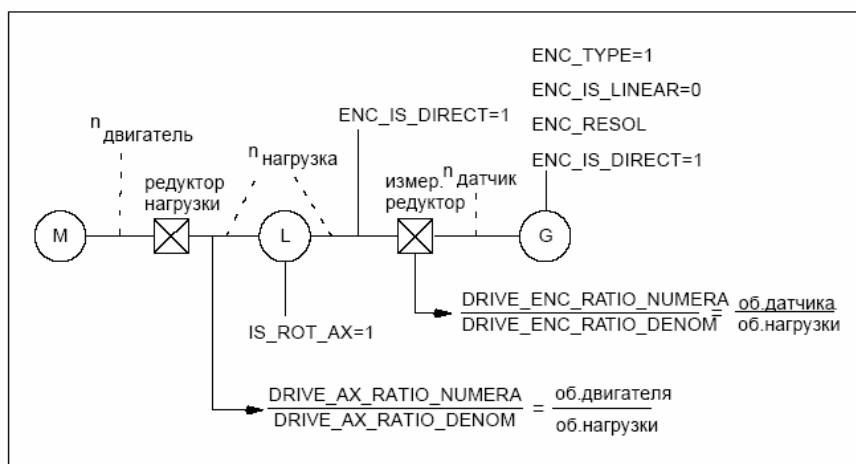 ENC_TYPE=1
ENC_IS_LINEAR=0
ENC_RESOL
ENC_IS_DIRECT=1
ENC_IS_DIRECT=1
n двигатель
n нагрузка
измер. n датчик
редуктор
редуктор
нагрузки
M
L
G
IS_ROT_AX=1
DRIVE_ENC_RATIO_NUMERA = об.датчика
DRIVE_ENC_RATIO_DENOM об.нагрузки
DRIVE_AX_RATIO_NUMERA = об.двигателя
DRIVE_AX_RATIO_DENOM об.нагрузки